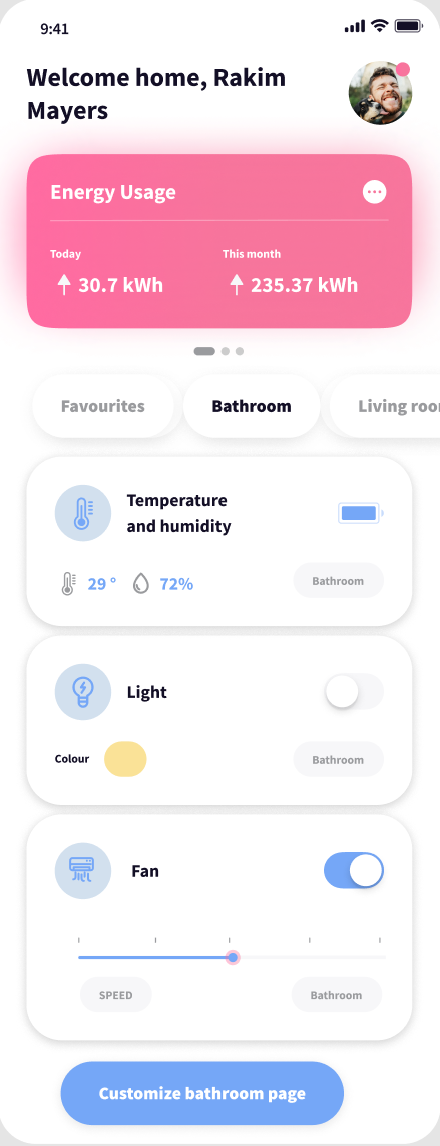 9:41
Welcome home, Rakim
Mayers
Energy Usage
Today
This month
30.7 kWh
235.37 kWh
Favourites
Bathroom
Living roo
Temperature
and humidity
29 °
72%
Bathroom
Light
Colour
Bathroom
Fan
SPEED
Bathroom
Customize bathroom page